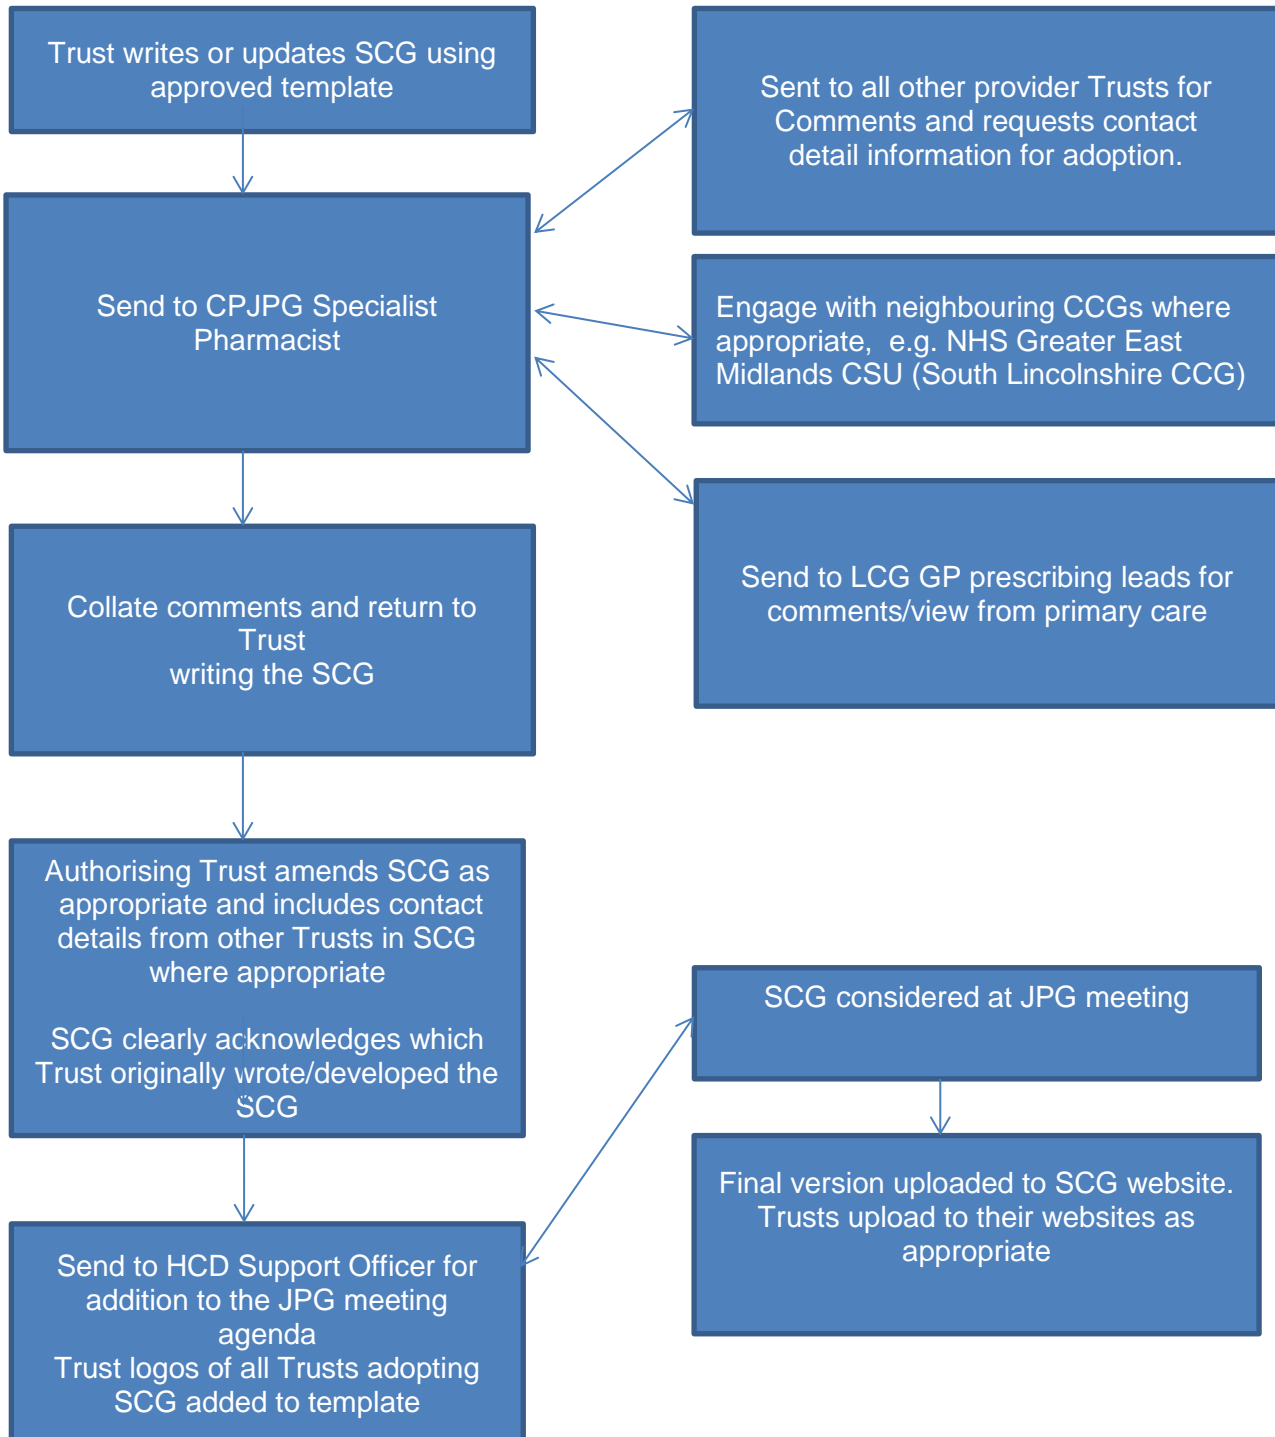 Trust writes or updates SCG using
approved template
Sent to all other provider Trusts for
Comments and requests contact
detail information for adoption.
Send to CPJPG Specialist
Pharmacist
Engage with neighbouring CCGs where
appropriate, e.g. NHS Greater East
Midlands CSU (South Lincolnshire CCG)
Send to LCG GP prescribing leads for
comments/view from primary care
Collate comments and return to
Trust
writing the SCG
Authorising Trust amends SCG as
appropriate and includes contact
details from other Trusts in SCG
where appropriate
SCG clearly acknowledges which
Trust originally wrote/developed the
SCG
SCG considered at JPG meeting
Final version uploaded to SCG website.
Trusts upload to their websites as
appropriate
Send to HCD Support Officer for
addition to the JPG meeting
agenda
Trust logos of all Trusts adopting
SCG added to template